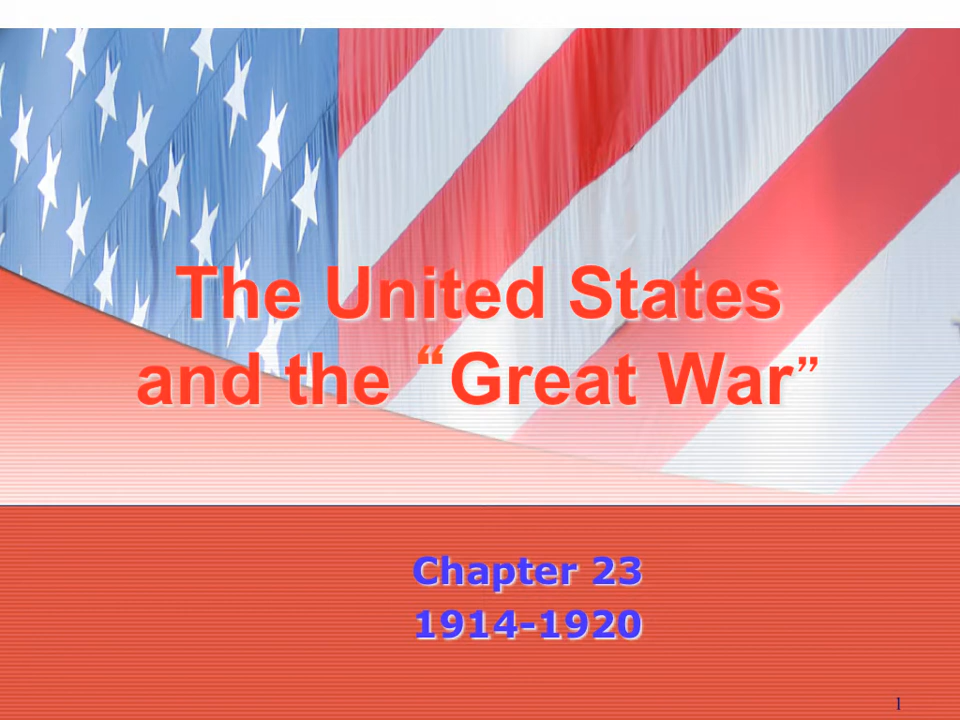 The United States
and the “Great War”
Chapter 23
1914-1920
1